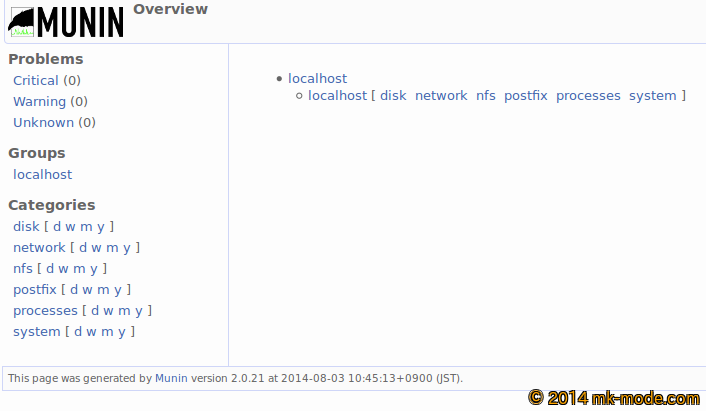 MUNIN Overview
Problems
Critical (0)
Warning (0)
Unknown (0)
Groups
localhost
Categories
disk [ d w m y ]
network [ d w m y ]
nfs [ d w m y ]
postfix [ d w m y ]
processes [ d w m y ]
system [ d w m y ]
localhost
localhost [ disk network nfs postfix processes system ]
This page was generated by Munin version 2.0.21 at 2014-08-03 10:45:13+0900 (JST).
© 2014 mk-mode.com